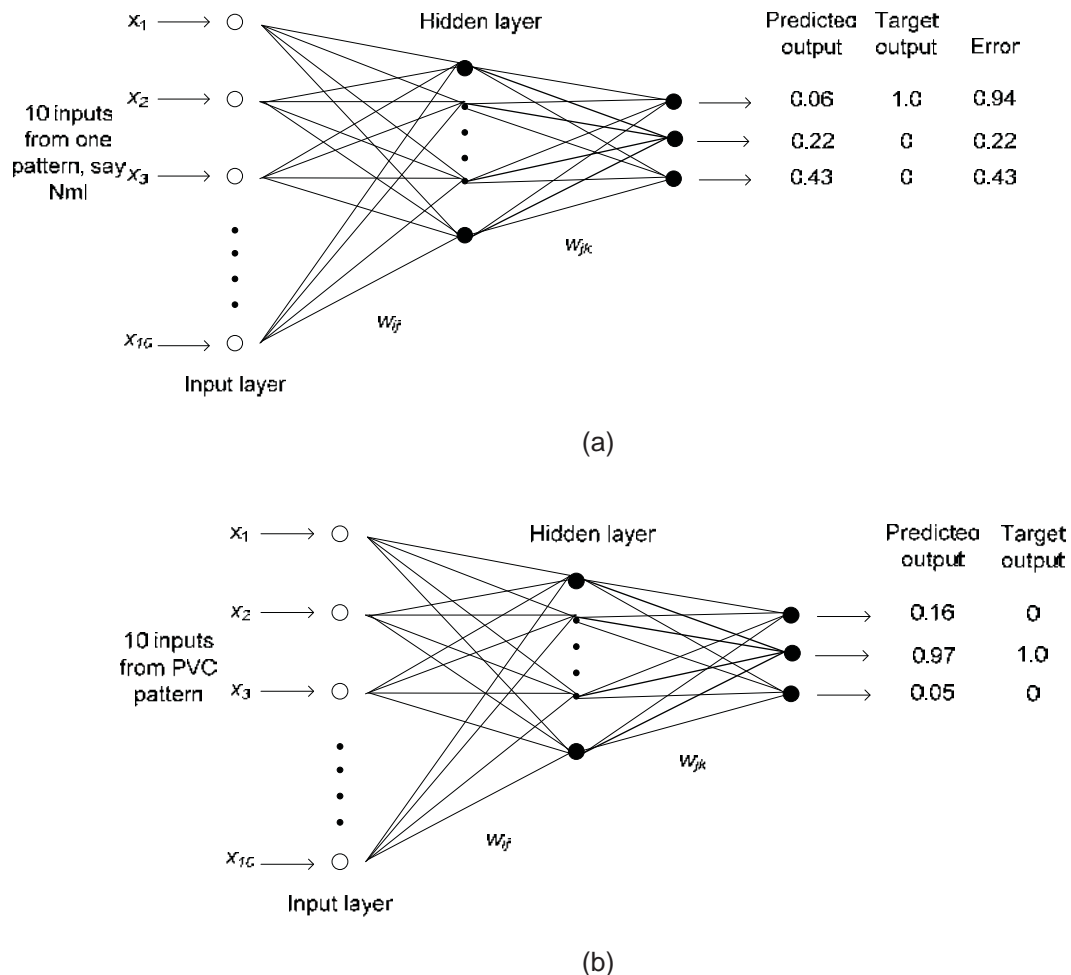 x1
Hidden layer
Predicted Target
output output Error
x2
10 inputs
from one
pattern, say
Nml
0.06 1.0 0.94
0.22 0 0.22
x3
0.43 0 0.43
wjk
wij
x10
Input layer
(a)
x1
Hidden layer
Predicted Target
output output
x2
10 inputs
from PVC
pattern
0.16 0
0.97 1.0
x3
0.05 0
wjk
wij
x10
Input layer
(b)